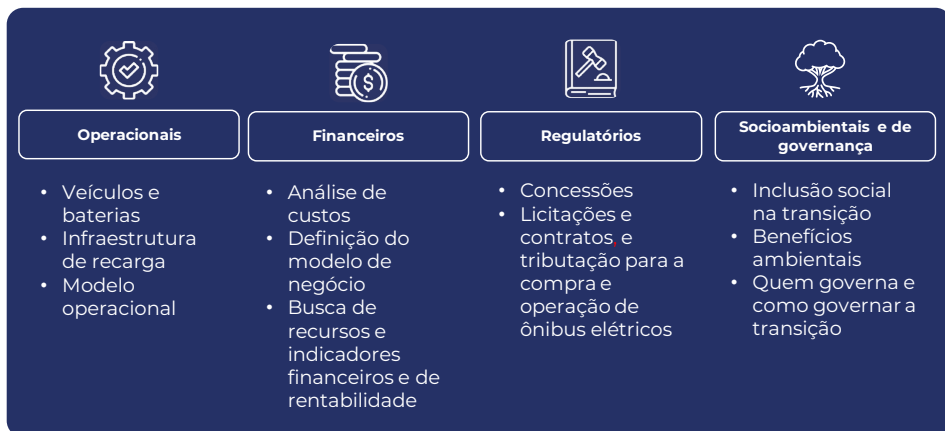 Operacionais
• Veículos e
baterias
• Infraestrutura
de recarga
• Modelo
operacional
Financeiros
• Análise de
custos
• Definição do
modelo de
negócio
• Busca de
recursos e
indicadores
financeiros e de
rentabilidade
Regulatórios
• Concessões
• Licitações e
contratos, e
tributação para a
compra e
operação de
ônibus elétricos
Socioambientais e de
governança
• Inclusão social
na transição
• Benefícios
ambientais
• Quem governa e
como governar a
transição